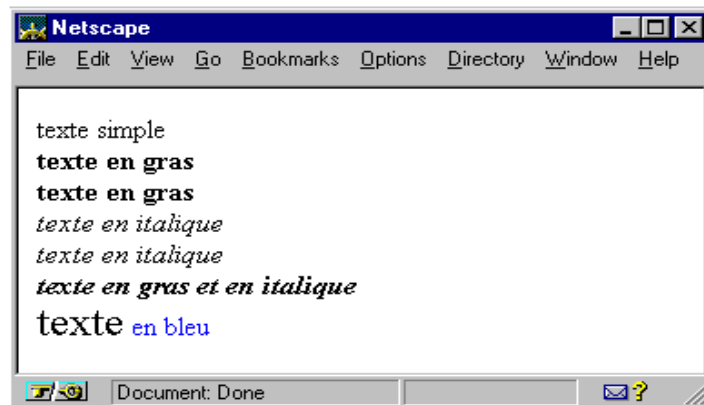 Netscape
File Edit View Go Bookmarks Options Directory Window Help
texte simple
texte en gras
texte en gras
texte en italique
texte en italique
texte en gras et en italique
texte en bleu
Document: Done
?